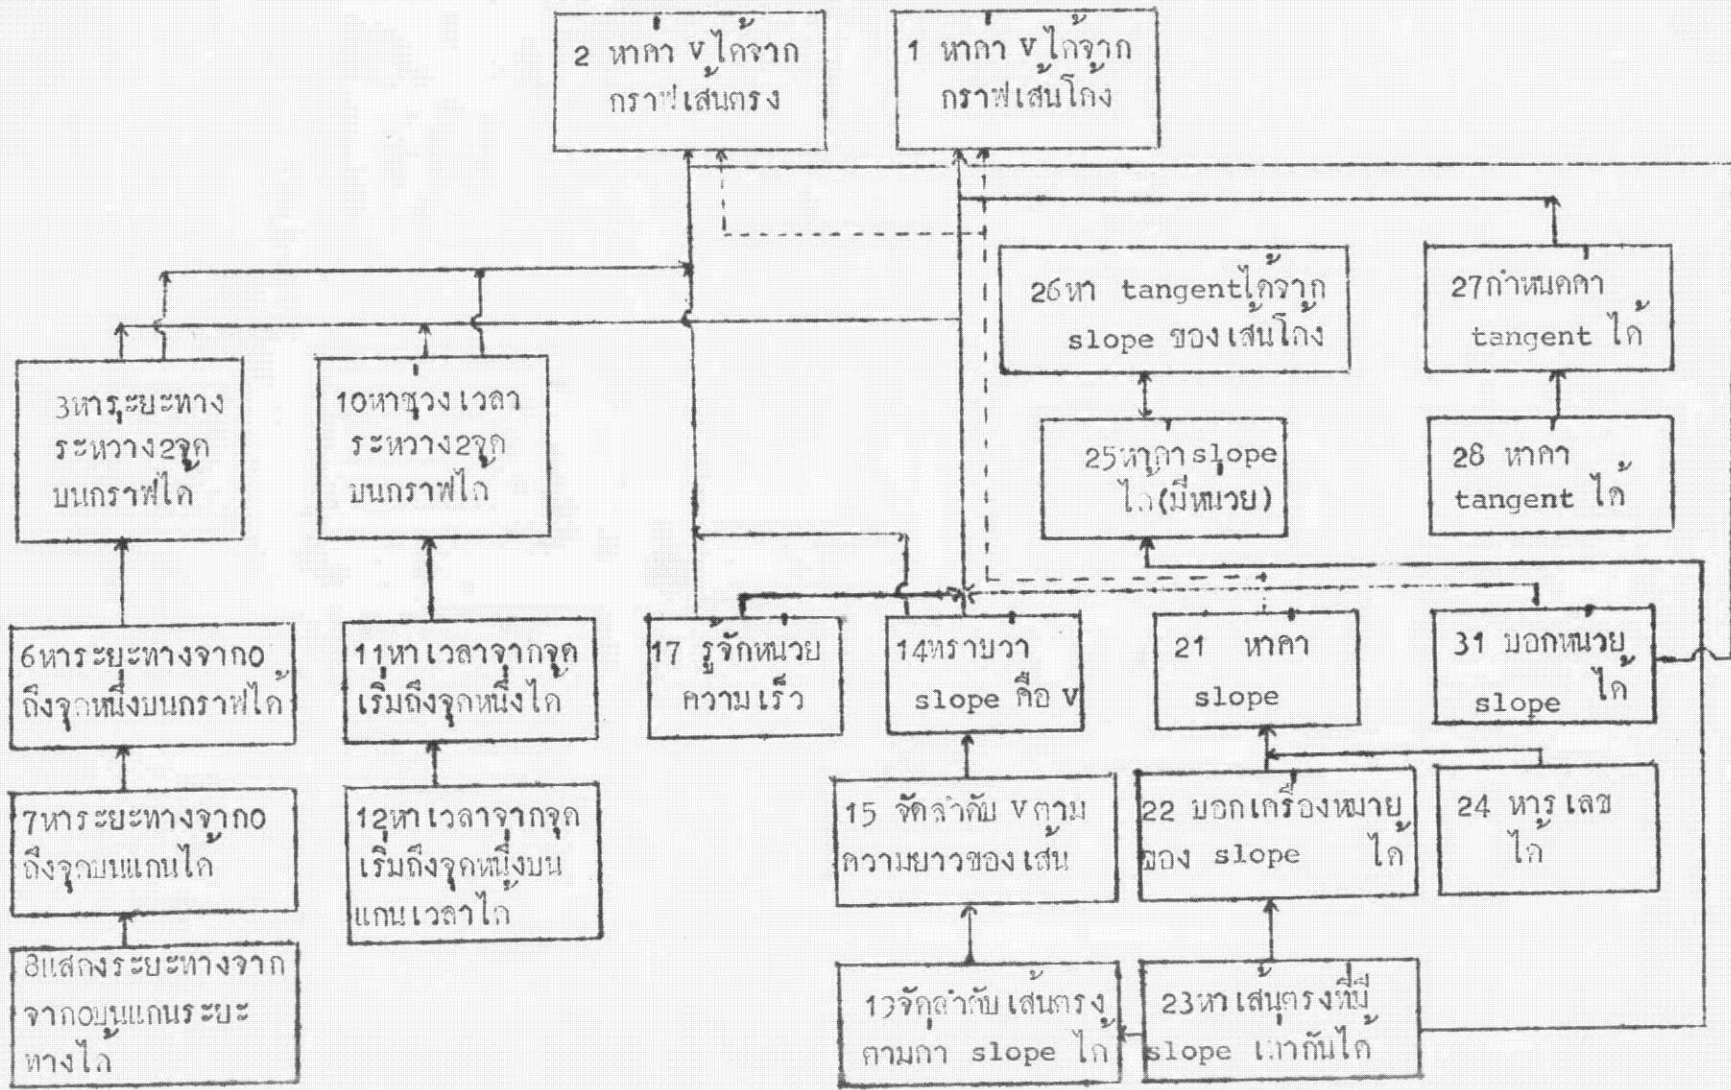 2 หาค่า v ได้จาก
กราฟเส้นตรง
1 หาค่า v ได้จาก
กราฟเส้นโค้ง
26หา tangentได้จาก
slope ของเส้นโค้ง
27กำหนดค่า
tangent ได้
3หาระยะทาง
ระหว่าง2จุด
บนกราฟได้
10หาช่วงเวลา
ระหว่าง2จุด
บนกราฟได้
25หาค่าslope
ได้(มีหน่วย)
28 หาค่า
tangent ได้
6หาระยะทางจาก0
ถึงจุดหนึ่งบนกราฟได้
11หาเวลาจากจุด
เริ่มถึงจุดหนึ่งได้
17 รู้จักหน่วย
ความเร็ว
14ทราบว่า
slope คือ v
21 หาค่า
slope
31 บอกหน่วย
slope ได้
7หาระยะทางจาก0
ถึงจุดบนแกนได้
12หาเวลาจากจุด
เริ่มถึงจุดหนึ่งบน
แกนเวลาได้
15 จัดลำดับ vตาม
ความยาวของเส้น
22 บอกเครื่องหมาย
ของ slope ได้
24 หารเลข
ได้
8แสดงระยะทางจาก
จาก0บนแกนระยะ
ทางได้
13จัดลำดับเส้นตรง
ตามค่า slope ได้
23หาเส้นตรงที่มี
slope เท่ากันได้